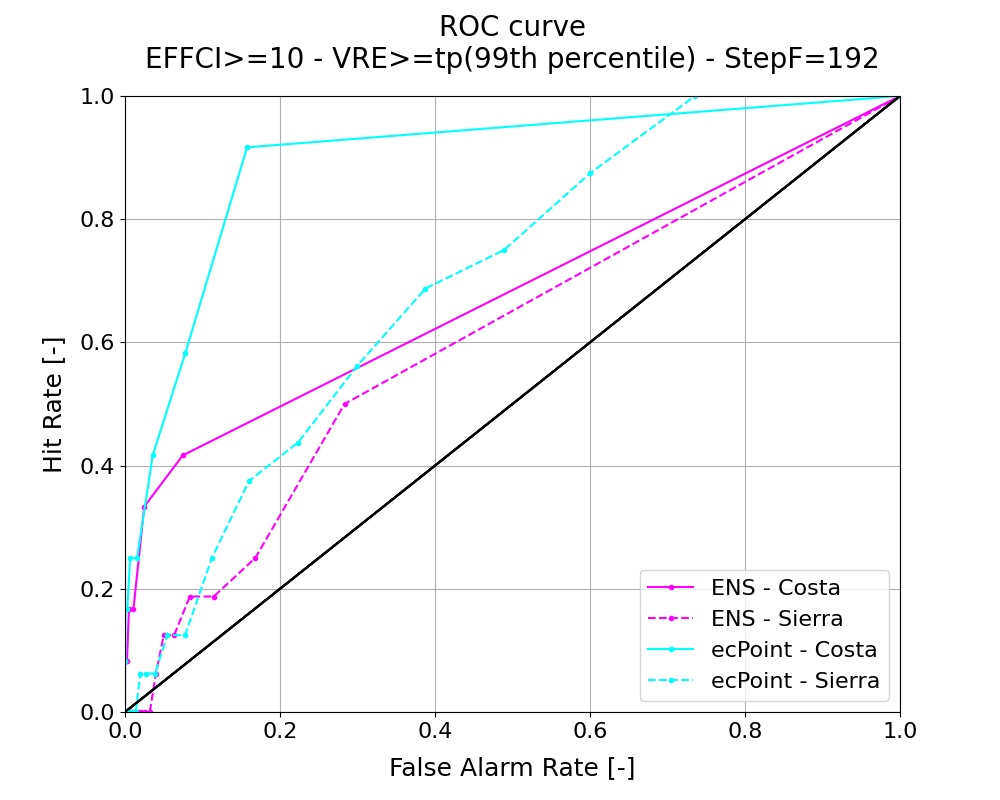 ROC curve
EFFCI>=10 - VRE>=tp(99th percentile) - StepF=192
1.0
0.8
0.6
0.4
0.2
0.0
Hit Rate [-]
0.0 0.2 0.4 0.6 0.8 1.0
False Alarm Rate [-]
ENS - Costa
ENS - Sierra
ecPoint - Costa
ecPoint - Sierra